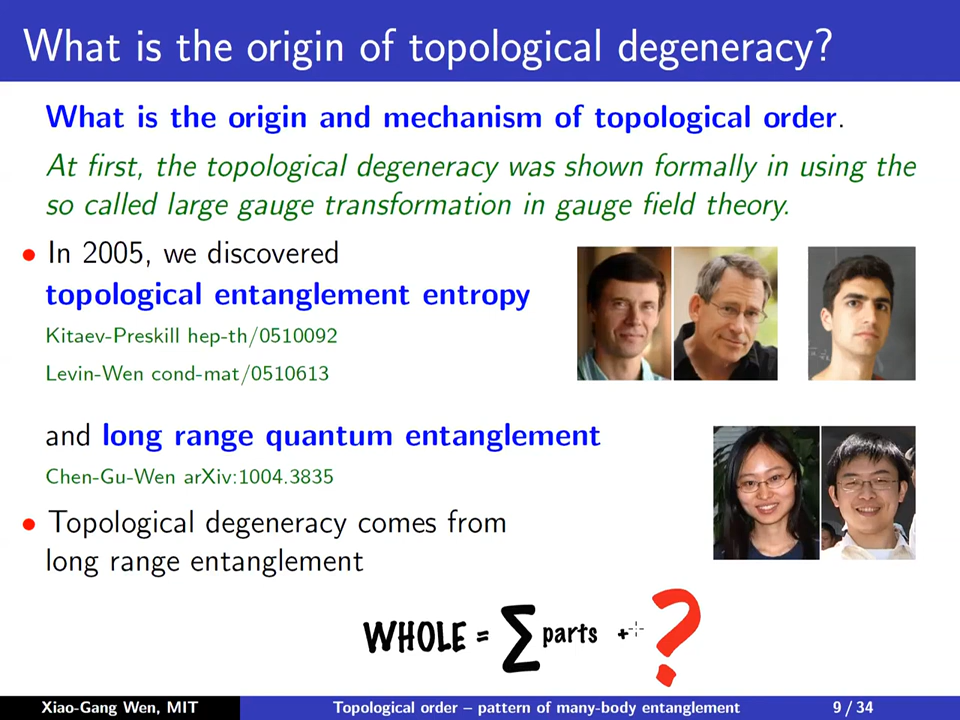 What is the origin of topological degeneracy?
What is the origin and mechanism of topological order.
At first, the topological degeneracy was shown formally in using the
so called large gauge transformation in gauge field theory.
• In 2005, we discovered
topological entanglement entropy
Kitaev-Preskill hep-th/0510092
Levin-Wen cond-mat/0510613
and long range quantum entanglement
Chen-Gu-Wen arXiv:1004.3835
• Topological degeneracy comes from
long range entanglement
WHOLE = ∑ parts + ?
Xiao-Gang Wen, MIT Topological order – pattern of many-body entanglement 9 / 34